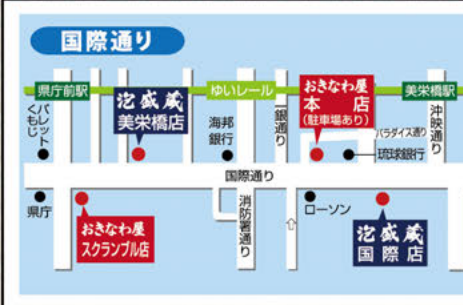 国際通り
県庁前駅
ゆいレール
美栄橋駅
パレット
くもじ
泡盛蔵
美栄橋店
海邦
銀行
一銀通り
おきなわ屋
本店
(駐車場あり)
パラダイス通り
琉球銀行
沖映通り
国際通り
県庁
おきなわ屋
スクランブル店
消防署通り
ローソン
泡盛蔵
国際店